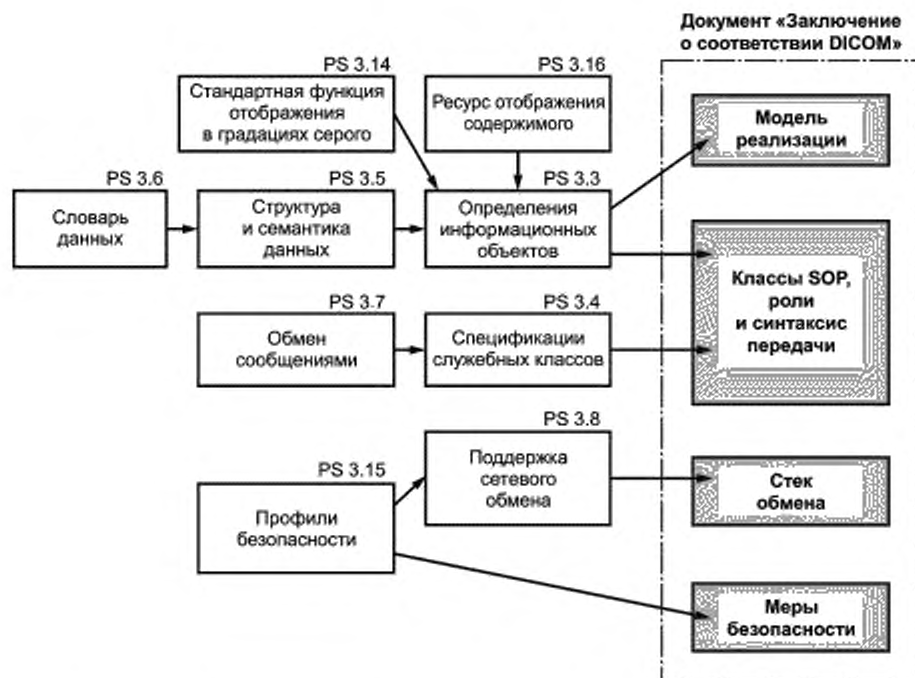 Документ «Заключение
о соответствии DICOM»
PS 3.14
Стандартная функция
отображения
в градациях серого
PS 3.16
Ресурс отображения
содержимого
Модель
реализации
PS 3.6
Словарь
данных
PS 3.5
Структура
и семантика
данных
PS 3.3
Определения
информационных
объектов
Классы SOP,
роли
и синтаксис
передачи
PS 3.7
Обмен
сообщениями
PS 3.4
Спецификации
служебных классов
PS 3.8
Поддержка
сетевого
обмена
Стек
обмена
PS 3.15
Профили
безопасности
Меры
безопасности